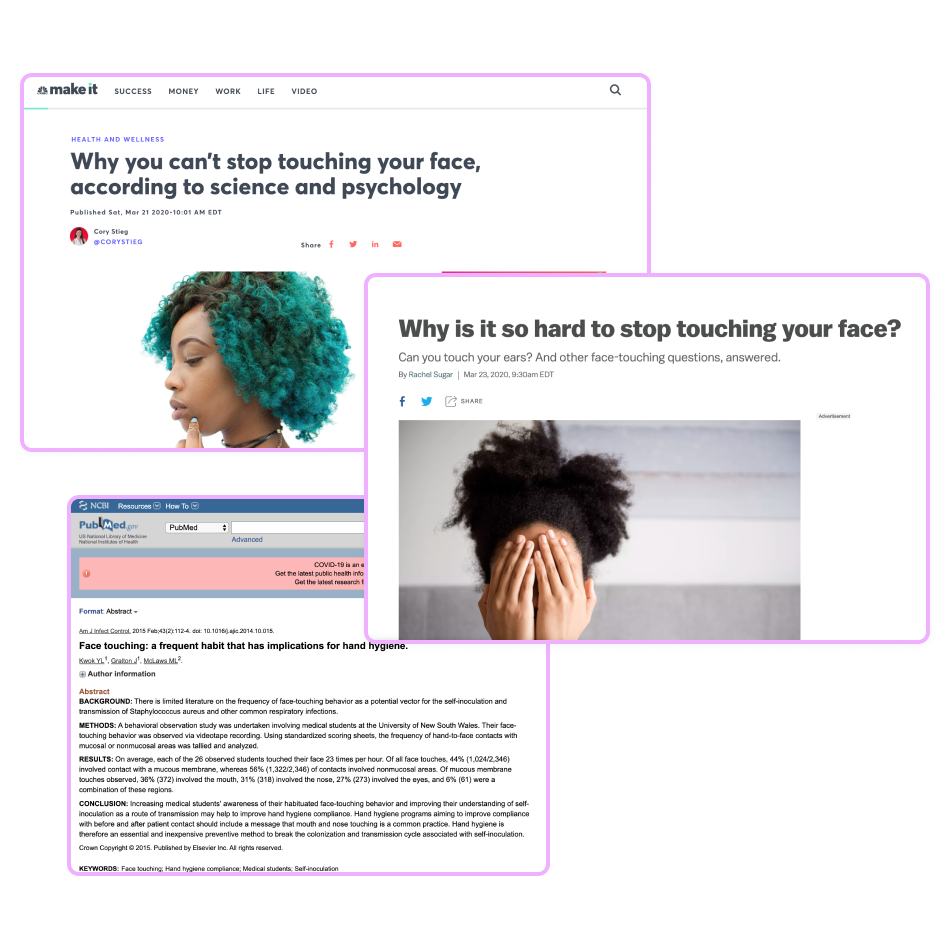 make it SUCCESS MONEY WORK LIFE VIDEO
HEALTH AND WELLNESS
Why you can't stop touching your face,
according to science and psychology
Published Sat, Mar 21 2020•10:01 AM EDT
Cory Stieg
@CORYSTIEG
Share
Why is it so hard to stop touching your face?
Can you touch your ears? And other face-touching questions, answered.
By Rachel Sugar | Mar 23, 2020, 9:30am EDT
SHARE
Advertisement
NCBI Resources How To
PubMed.gov
US National Library of Medicine
National Institutes of Health
PubMed
Advanced
COVID-19 is an e
Get the latest public health info
Get the latest research f
Format: Abstract
Am J Infect Control. 2015 Feb;43(2):112-4. doi: 10.1016/j.ajic.2014.10.015.
Face touching: a frequent habit that has implications for hand hygiene.
Kwok YL1, Gralton J1, McLaws ML2.
Author information
Abstract
BACKGROUND: There is limited literature on the frequency of face-touching behavior as a potential vector for the self-inoculation and
transmission of Staphylococcus aureus and other common respiratory infections.
METHODS: A behavioral observation study was undertaken involving medical students at the University of New South Wales. Their face-
touching behavior was observed via videotape recording. Using standardized scoring sheets, the frequency of hand-to-face contacts with
mucosal or nonmucosal areas was tallied and analyzed.
RESULTS: On average, each of the 26 observed students touched their face 23 times per hour. Of all face touches, 44% (1,024/2,346)
involved contact with a mucous membrane, whereas 56% (1,322/2,346) of contacts involved nonmucosal areas. Of mucous membrane
touches observed, 36% (372) involved the mouth, 31% (318) involved the nose, 27% (273) involved the eyes, and 6% (61) were a
combination of these regions.
CONCLUSION: Increasing medical students' awareness of their habituated face-touching behavior and improving their understanding of self-
inoculation as a route of transmission may help to improve hand hygiene compliance. Hand hygiene programs aiming to improve compliance
with before and after patient contact should include a message that mouth and nose touching is a common practice. Hand hygiene is
therefore an essential and inexpensive preventive method to break the colonization and transmission cycle associated with self-inoculation.
Crown Copyright © 2015. Published by Elsevier Inc. All rights reserved.
KEYWORDS: Face touching; Hand hygiene compliance; Medical students; Self-inoculation